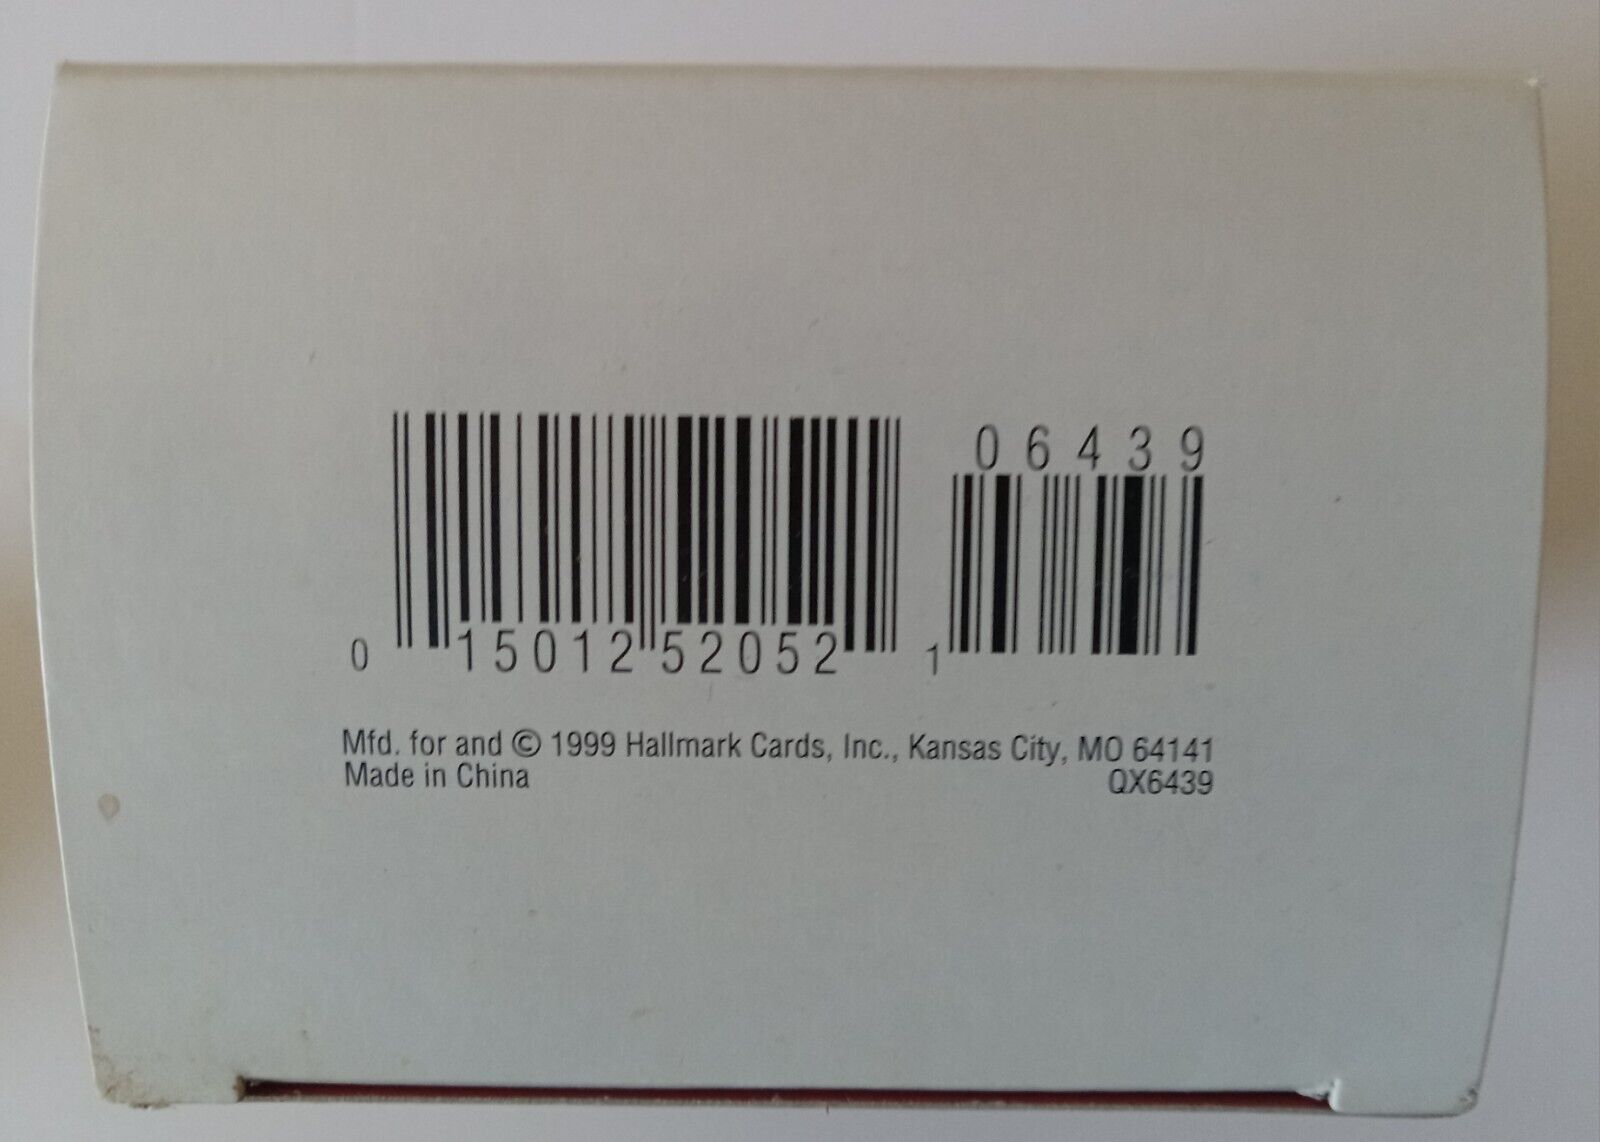 06439
0 15012 52052 1
Mfd. for and © 1999 Hallmark Cards, Inc., Kansas City, MO 64141
Made in China QX6439